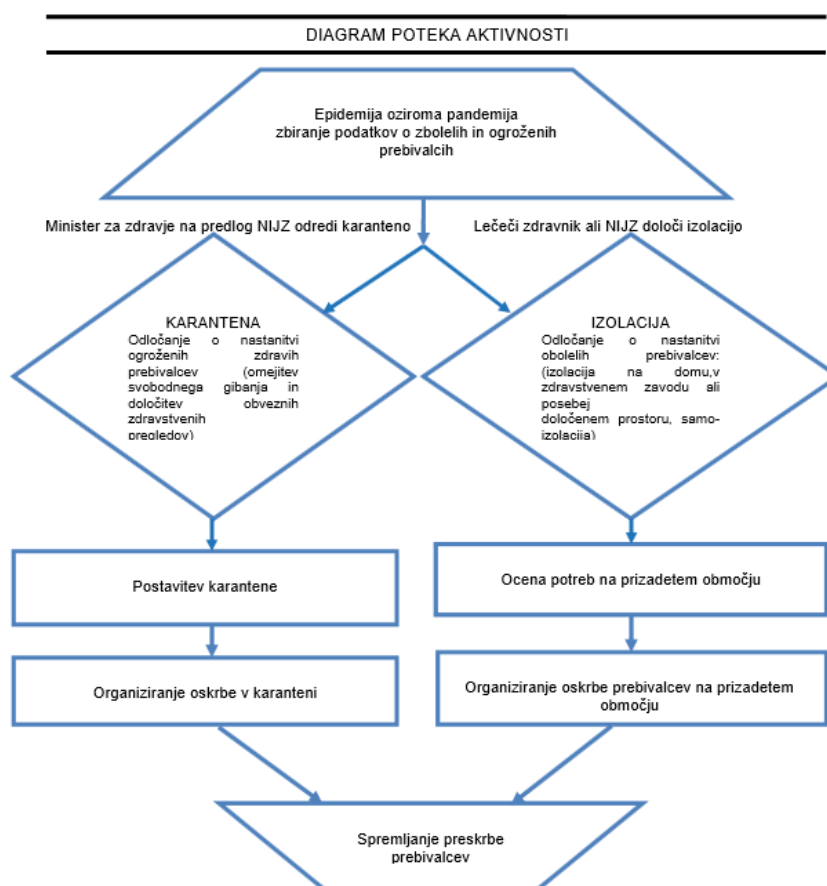 DIAGRAM POTEKA AKTIVNOSTI
Epidemija oziroma pandemija
zbiranje podatkov o zbolelih in ogroženih
prebivalcih
Minister za zdravje na predlog NIJZ odredi karanteno
Lečeči zdravnik ali NIJZ določi izolacijo
KARANTENA
Odločanje o nastanitvi
ogroženih zdravih
prebivalcev (omejitev
svobodnega gibanja in
določitev obveznih
zdravstvenih
pregledov)
IZOLACIJA
Odločanje o nastanitvi
obolelih prebivalcev:
(izolacija na domu,v
zdravstvenem zavodu ali
posebej
določenem prostoru, samo-
izolacija)
Postavitev karantene
Organiziranje oskrbe v karanteni
Ocena potreb na prizadetem območju
Organiziranje oskrbe prebivalcev na prizadetem
območju
Spremljanje preskrbe
prebivalcev